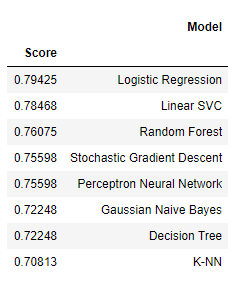 Model
Score
0.79425 Logistic Regression
0.78468 Linear SVC
0.76075 Random Forest
0.75598 Stochastic Gradient Descent
0.75598 Perceptron Neural Network
0.72248 Gaussian Naive Bayes
0.72248 Decision Tree
0.70813 K-NN